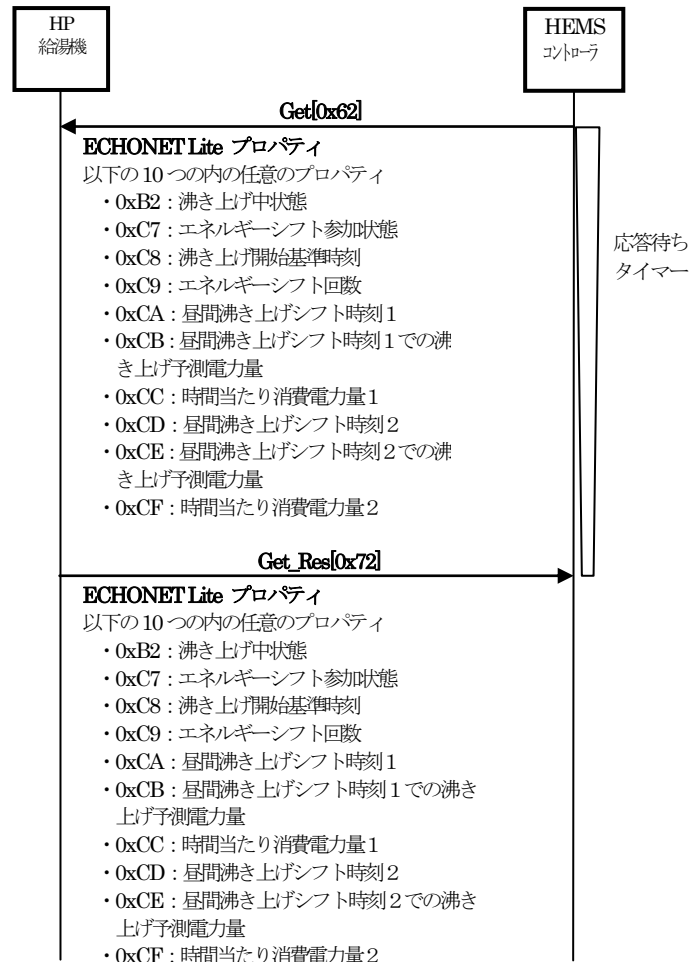 HP
給湯機
HEMS
コントローラ
Get[0x62]
ECHONET Lite プロパティ
以下の10つの内の任意のプロパティ
・0xB2：沸き上げ中状態
・0xC7：エネルギーシフト参加状態
・0xC8：沸き上げ開始基準時刻
・0xC9：エネルギーシフト回数
・0xCA：昼間沸き上げシフト時刻1
・0xCB：昼間沸き上げシフト時刻1での沸
き上げ予測電力量
・0xCC：時間当たり消費電力量1
・0xCD：昼間沸き上げシフト時刻2
・0xCE：昼間沸き上げシフト時刻2での沸
き上げ予測電力量
・0xCF：時間当たり消費電力量2
応答待ち
タイマー
Get_Res[0x72]
ECHONET Lite プロパティ
以下の10つの内の任意のプロパティ
・0xB2：沸き上げ中状態
・0xC7：エネルギーシフト参加状態
・0xC8：沸き上げ開始基準時刻
・0xC9：エネルギーシフト回数
・0xCA：昼間沸き上げシフト時刻1
・0xCB：昼間沸き上げシフト時刻1での沸き
上げ予測電力量
・0xCC：時間当たり消費電力量1
・0xCD：昼間沸き上げシフト時刻2
・0xCE：昼間沸き上げシフト時刻2での沸き
上げ予測電力量
・0xCF：時間当たり消費電力量2